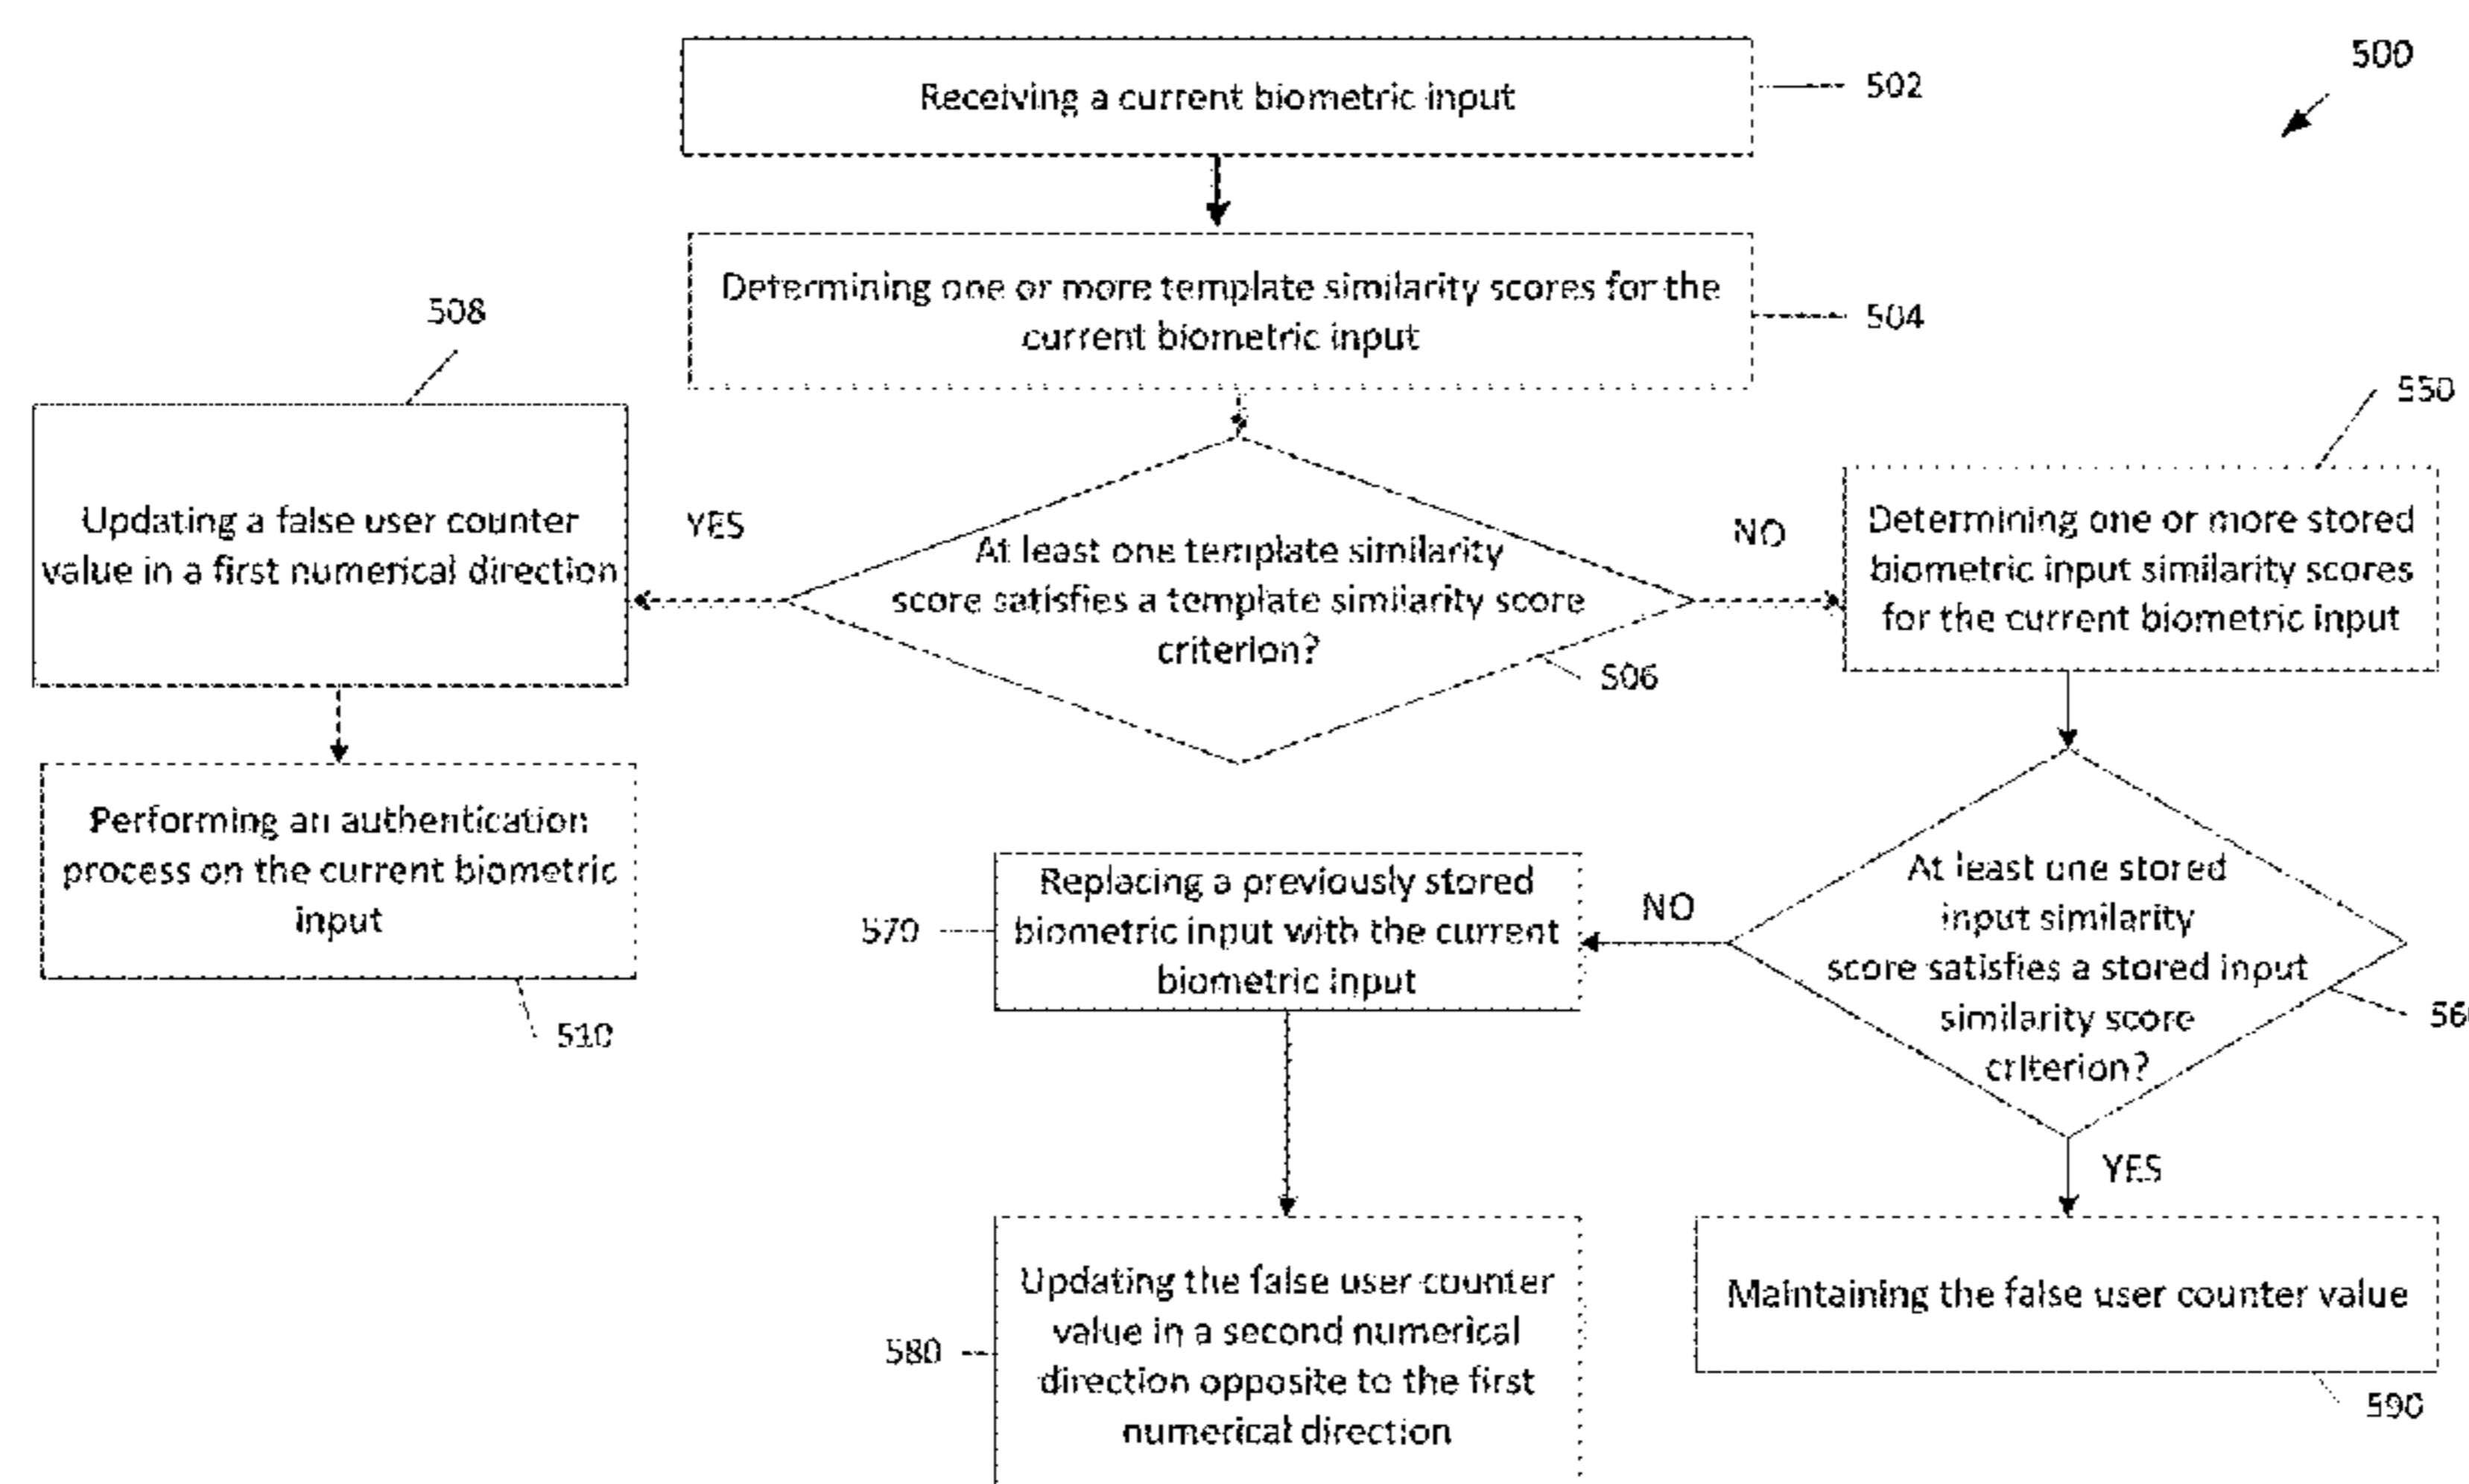 500
Receiving a current biometric input
502
Determining one or more template similarity scores for the
current biometric input
504
508
Updating a false user counter
value in a first numerical direction
YES
At least one template similarity
score satisfies a template similarity score
criterion?
506
NO
550
Determining one or more stored
biometric input similarity scores
for the current biometric input
Performing an authentication
process on the current biometric
input
510
570
Replacing a previously stored
biometric input with the current
biometric input
NO
At least one stored
input similarity
score satisfies a stored input
similarity score
criterion?
YES
580
Updating the false user counter
value in a second numerical
direction opposite to the first
numerical direction
Maintaining the false user counter value
590